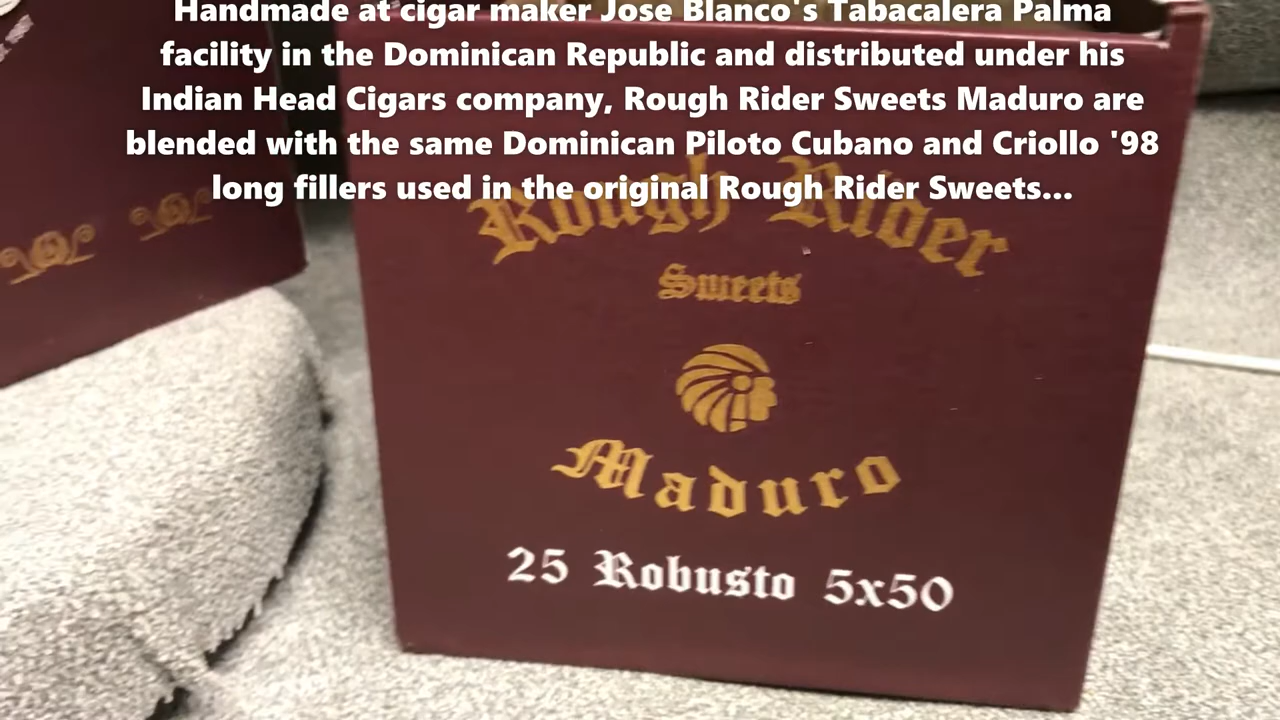 Handmade at cigar maker Jose Blanco's Tabacalera Palma
facility in the Dominican Republic and distributed under his
Indian Head Cigars company, Rough Rider Sweets Maduro are
blended with the same Dominican Piloto Cubano and Criollo '98
long fillers used in the original Rough Rider Sweets...
Rough Rider
Sweets
Maduro
25 Robusto 5x50